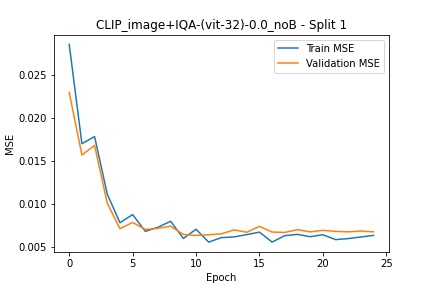 CLIP_image+IQA-(vit-32)-0.0_noB - Split 1
Train MSE
Validation MSE
MSE
0.025
0.020
0.015
0.010
0.005
0 5 10 15 20 25
Epoch